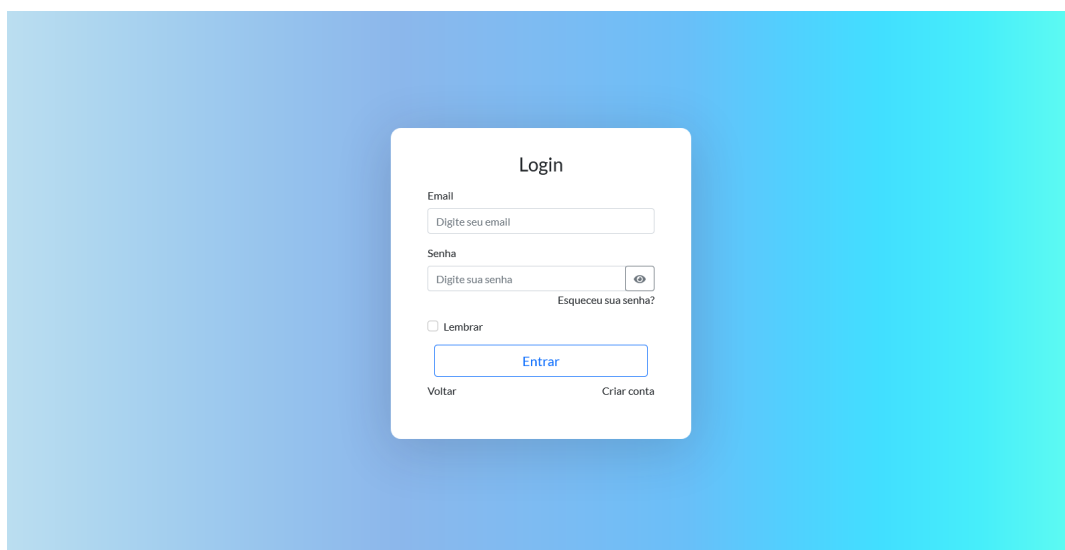 Login
Email
Digite seu email
Senha
Digite sua senha
Esqueceu sua senha?
Lembrar
Entrar
Voltar Criar conta